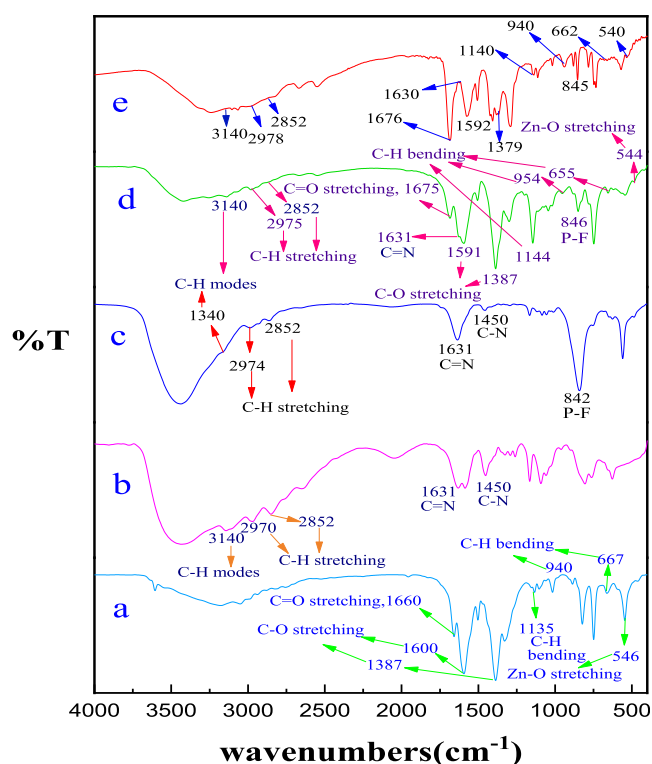 940
662
540
1140
e
1630
845
3140
2978
2852
1676
1592
1379
Zn-O stretching
C-H bending
655
544
954
d
3140
C=O stretching, 1675
2852
2975
C-H stretching
1631
C=N
1591
1144
846
P-F
1387
C-O stretching
C-H modes
1340
%T
c
2852
2974
C-H stretching
1450
C-N
1631
C=N
842
P-F
b
3140
2970
2852
C-H stretching
C-H modes
1631
C=N
1450
C-N
C-H bending
667
940
a
C=O stretching,1660
C-O stretching
1600
1387
1135
C-H
bending
546
Zn-O stretching
4000 3500 3000 2500 2000 1500 1000 500
wavenumbers(cm⁻¹)